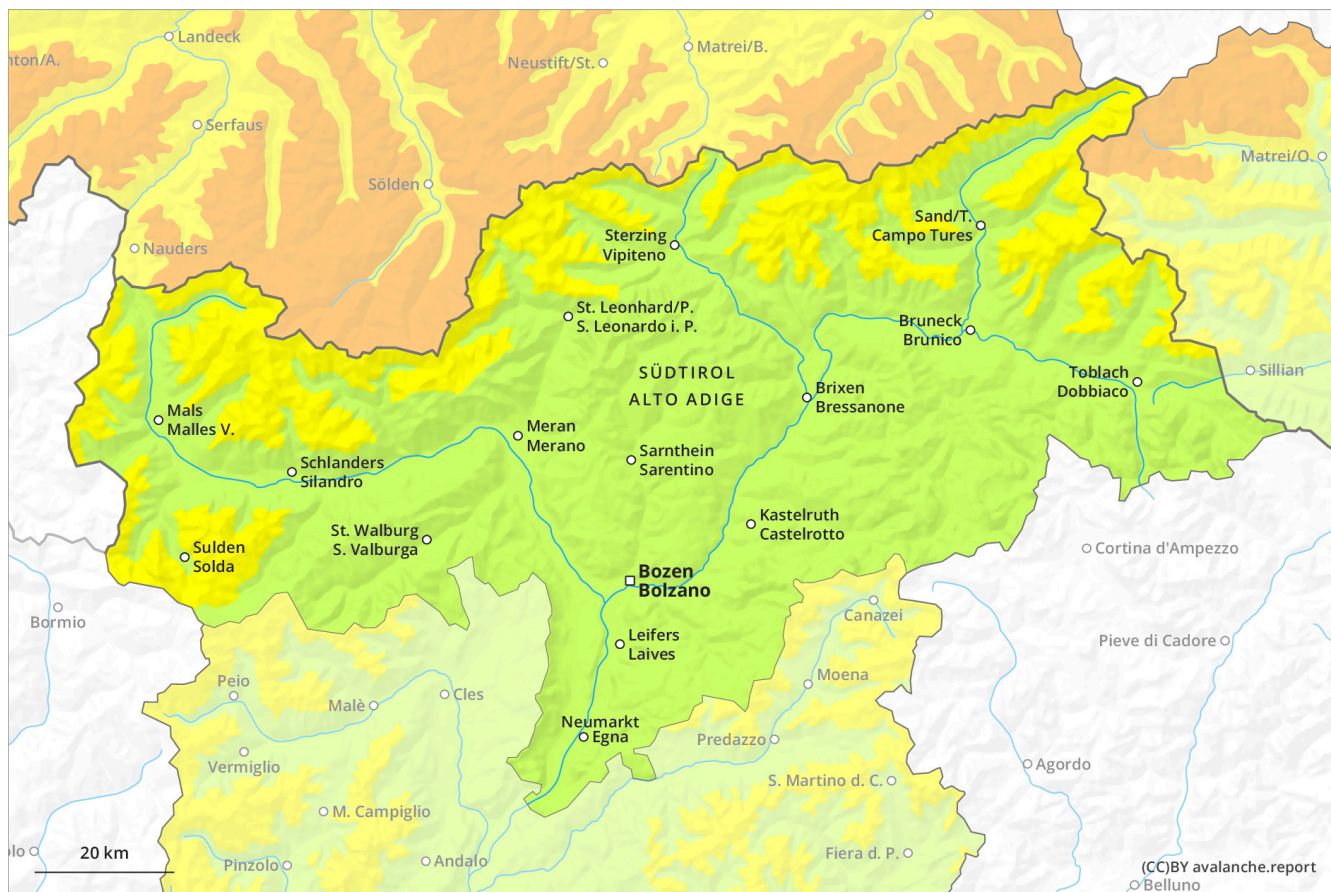 Landeck
nton/A.
Matrei/B.
Neustift/St.
Serfaus
Matrei/O.
Sölden
Sand/T.
Campo Tures
Nauders
Sterzing
Vipiteno
St. Leonhard/P.
S. Leonardo i. P.
Bruneck
Brunico
SÜDTIROL
ALTO ADIGE
Toblach
Dobbiaco
Sillian
Brixen
Bressanone
Mals
Malles V.
Meran
Merano
Sarnthein
Sarentino
Schlanders
Silandro
Kastelruth
Castelrotto
St. Walburg
S. Valburga
Sulden
Solda
Cortina d'Ampezzo
Bozen
Bolzano
Bormio
Canazei
Leifers
Laives
Pieve di Cadore
Peio
Moena
Malè
Cles
Neumarkt
Egna
Predazzo
Vermiglio
Agordo
S. Martino d. C.
M. Campiglio
olo
20 km
Pinzolo
Andalo
Fiera d. P.
(CC)BY avalanche.report
Belluno